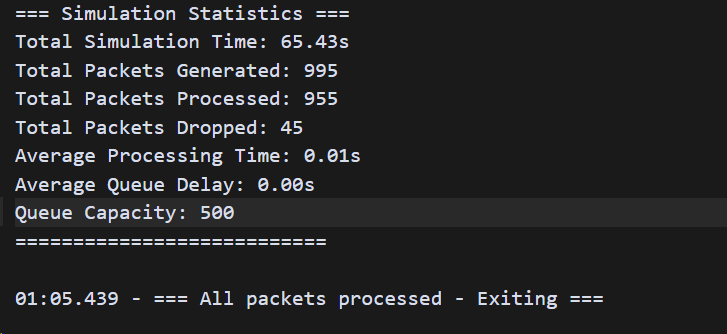 === Simulation Statistics ===
Total Simulation Time: 65.43s
Total Packets Generated: 995
Total Packets Processed: 955
Total Packets Dropped: 45
Average Processing Time: 0.01s
Average Queue Delay: 0.00s
Queue Capacity: 500
===========================
01:05.439 - === All packets processed - Exiting ===